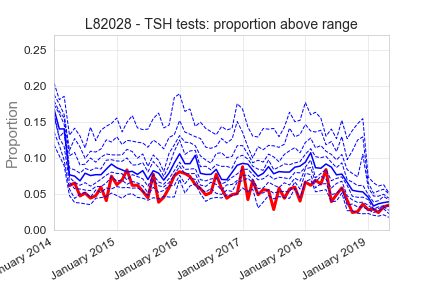 L82028 - TSH tests: proportion above range
Proportion
0.25
0.20
0.15
0.10
0.05
0.00
January 2015
January 2016
January 2017
January 2018
January 2019